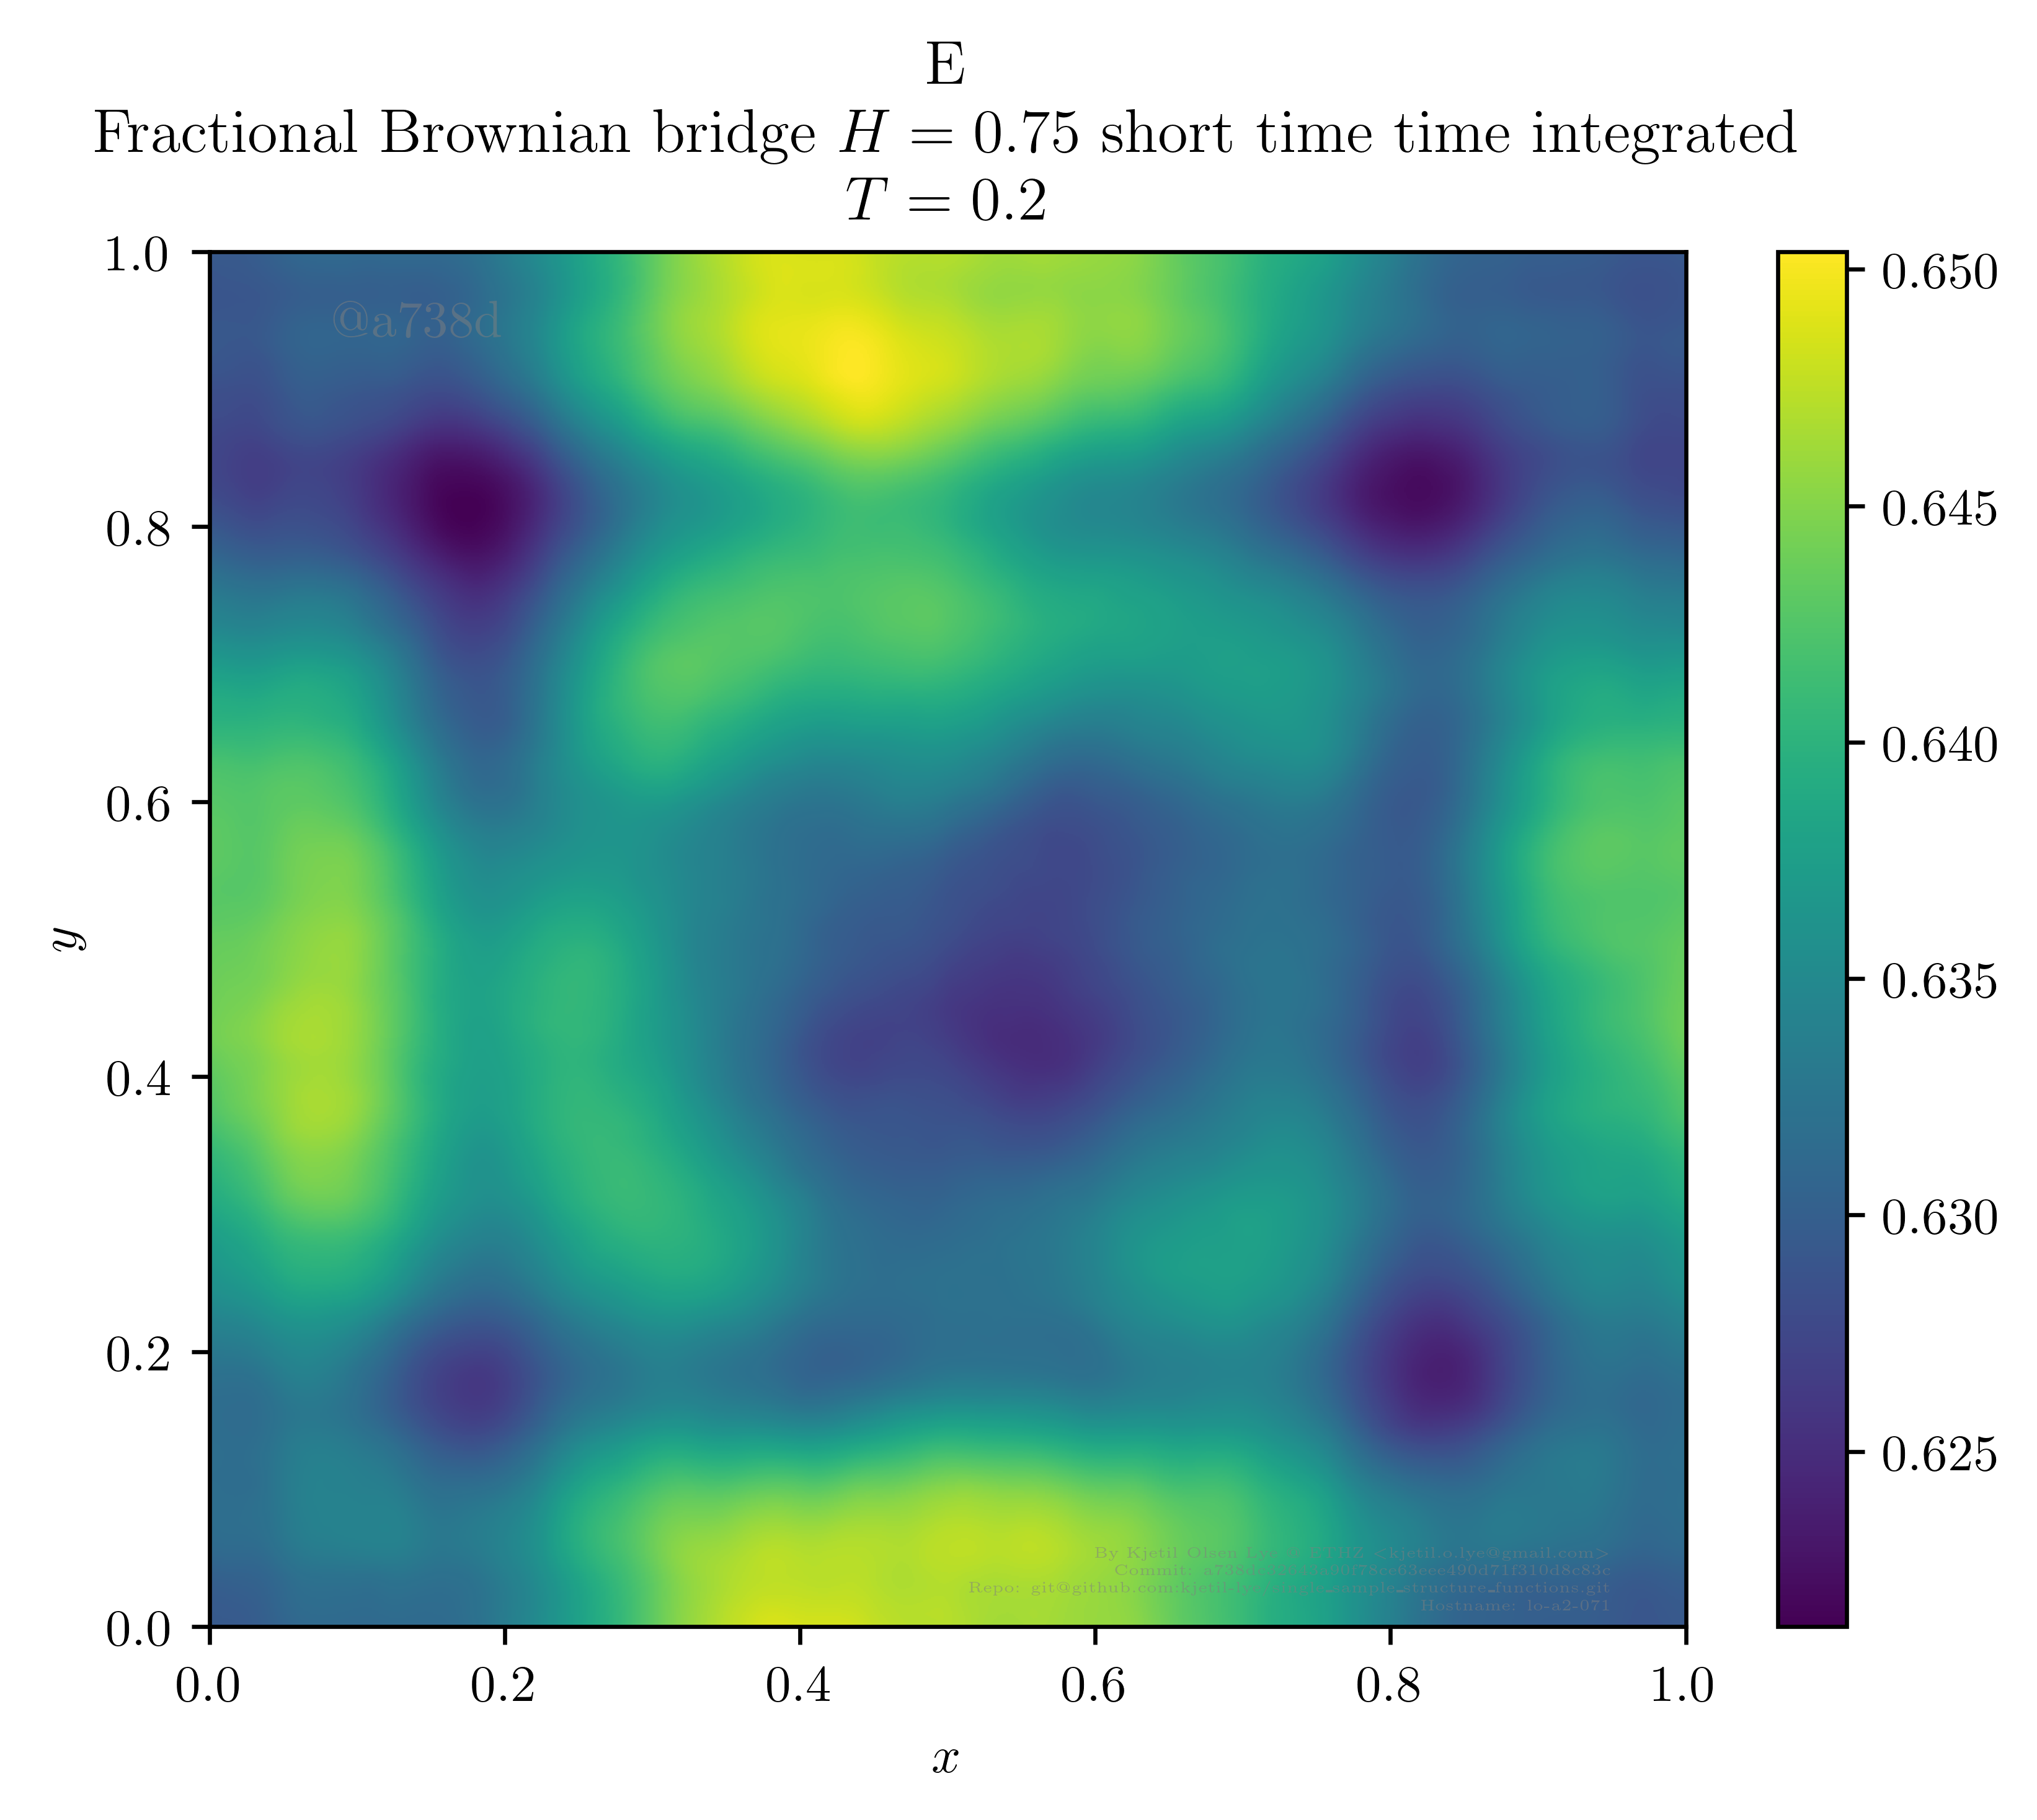 E
Fractional Brownian bridge H = 0.75 short time time integrated
T = 0.2
@a738d
1.0
0.8
0.6
0.4
0.2
0.0
y
0.0 0.2 0.4 0.6 0.8 1.0
x
0.650
0.645
0.640
0.635
0.630
0.625
By Kjetil Olsen Lye <kjetil.o.lye@gmail.com>
Commit:
Repo:
Hostname: lo-a2-071